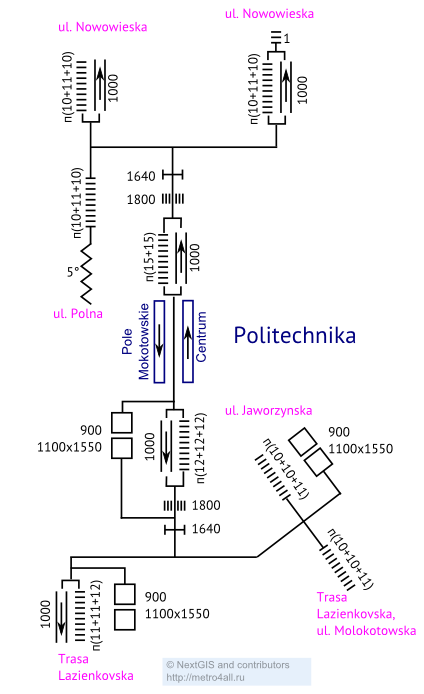 ul. Nowowieska
ul. Nowowieska
1
п(10+11+10)
1000
п(10+11+10)
1000
п(10+11+10)
1640
1800
5°
п(15+15)
1000
ul. Polna
Pole
Mokotowskie
Centrum
Politechnika
ul. Jaworzynska
900
1100x1550
1000
п(12+12+12)
900
1100x1550
п(10+10+11)
1800
1640
п(10+10+11)
1000
п(11+11+12)
900
1100x1550
Trasa
Lazienkovska,
ul. Molokotowska
Trasa
Lazienkovska
© NextGIS and contributors
http://metro4all.ru